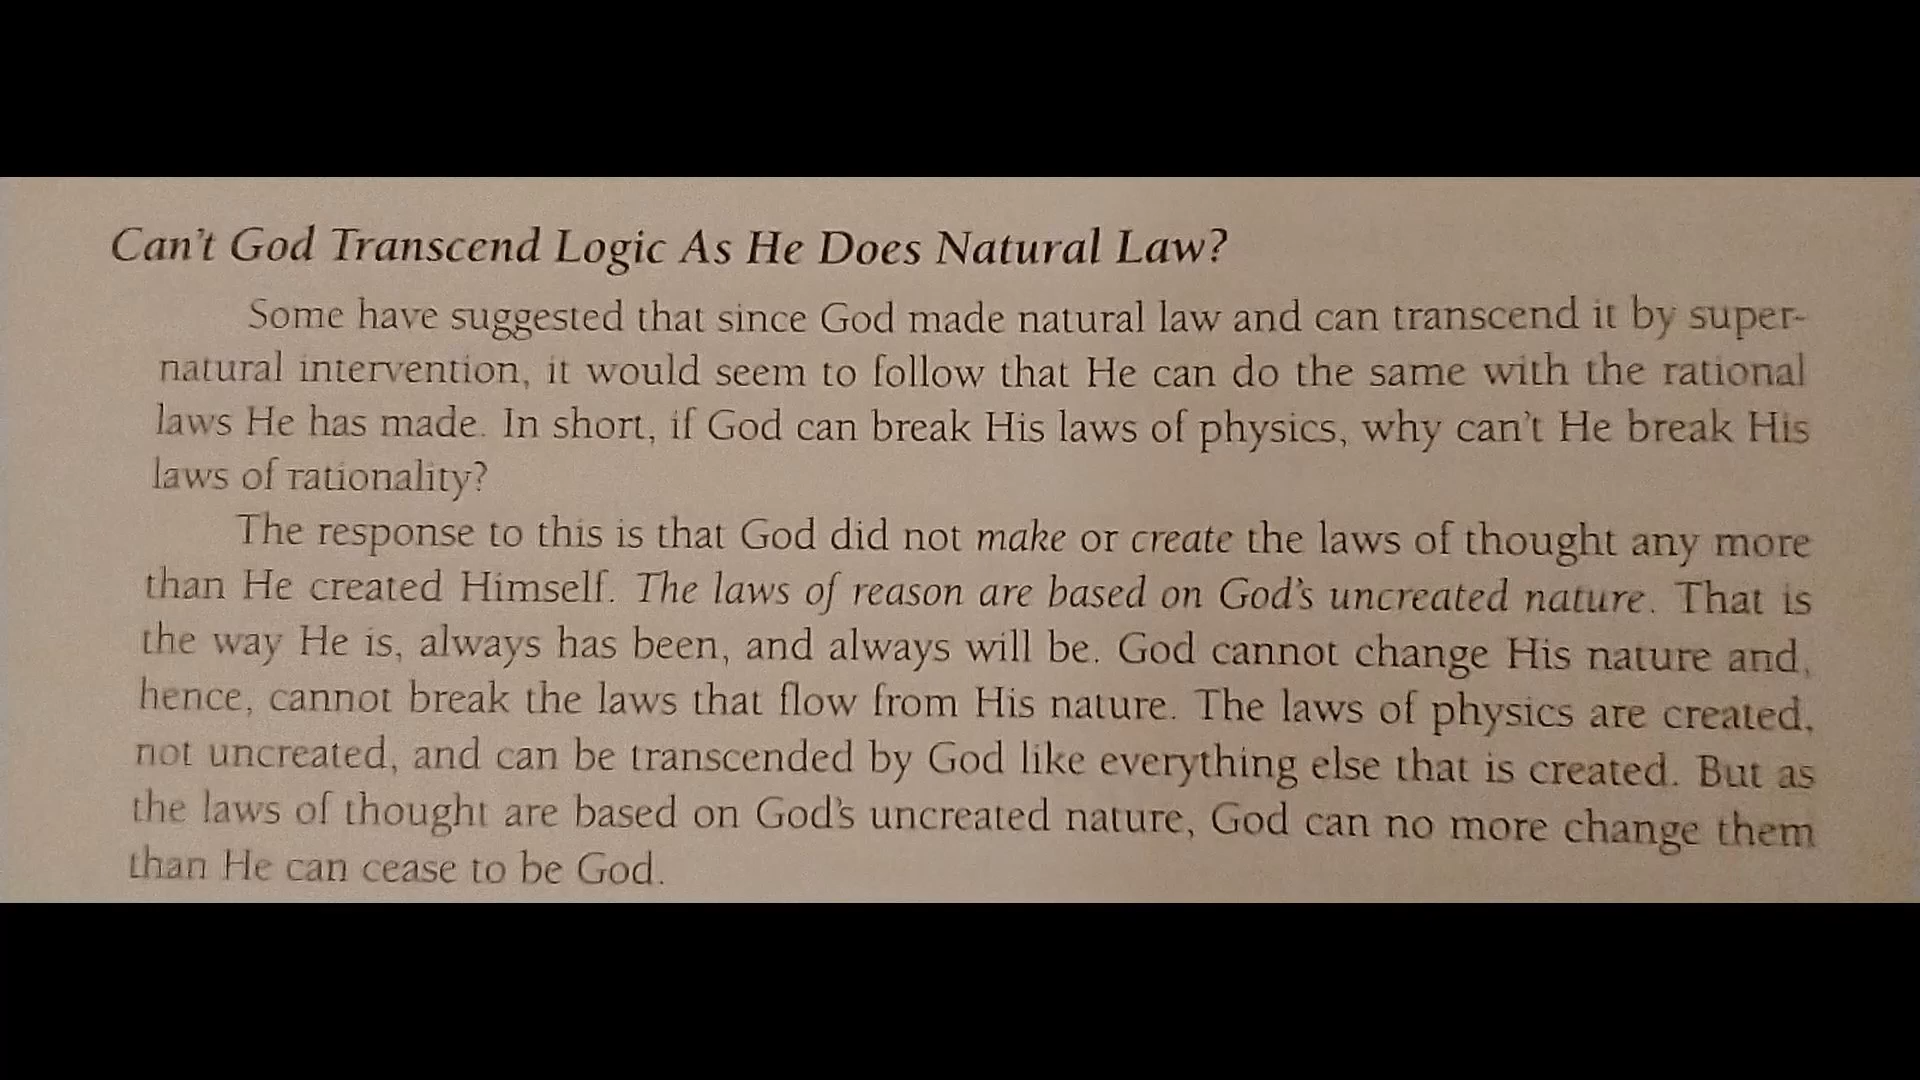 Can't God Transcend Logic As He Does Natural Law?
Some have suggested that since God made natural law and can transcend it by super-
natural intervention, it would seem to follow that He can do the same with the rational
laws He has made. In short, if God can break His laws of physics, why can't He break His
laws of rationality?
The response to this is that God did not make or create the laws of thought any more
than He created Himself. The laws of reason are based on God's uncreated nature. That is
the way He is, always has been, and always will be. God cannot change His nature and,
hence, cannot break the laws that flow from His nature. The laws of physics are created,
not uncreated, and can be transcended by God like everything else that is created. But as
the laws of thought are based on God's uncreated nature, God can no more change them
than He can cease to be God.